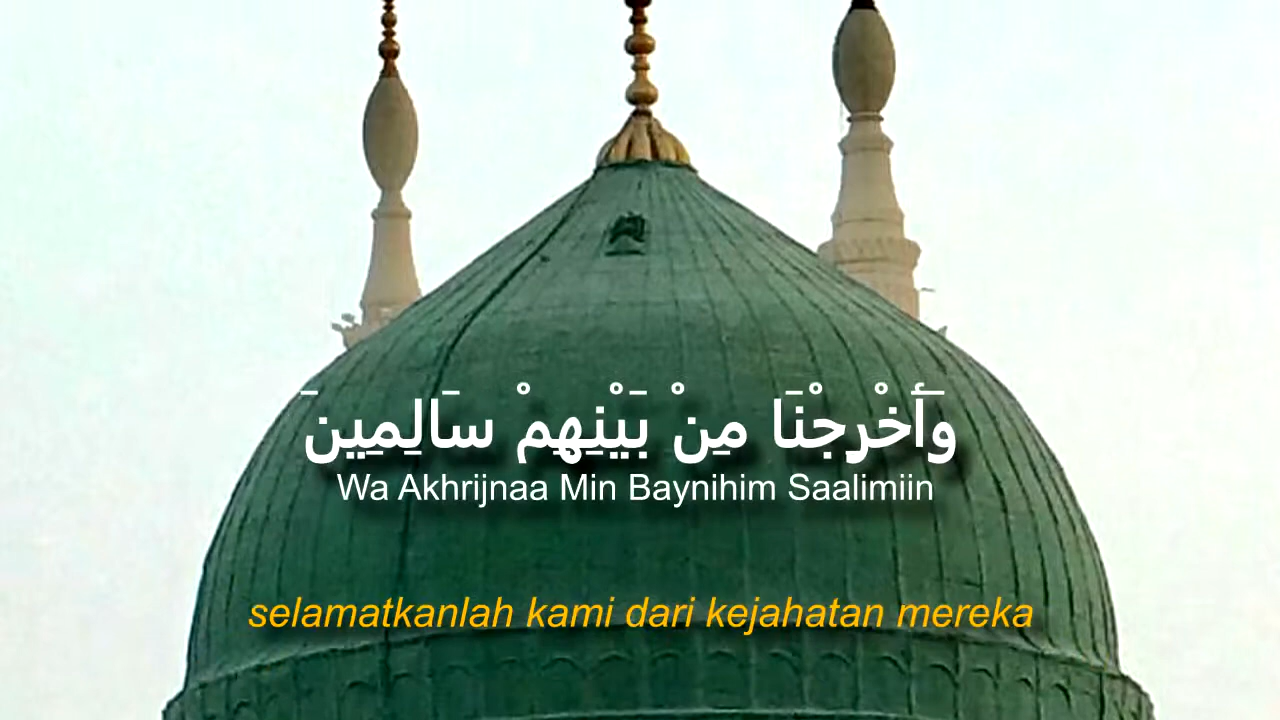 وَأَخْرِجْنَا مِنْ بَيْنِهِمْ سَالِمِينَ
Wa Akhrijnaa Min Baynihim Saalimiin
selamatkanlah kami dari kejahatan mereka